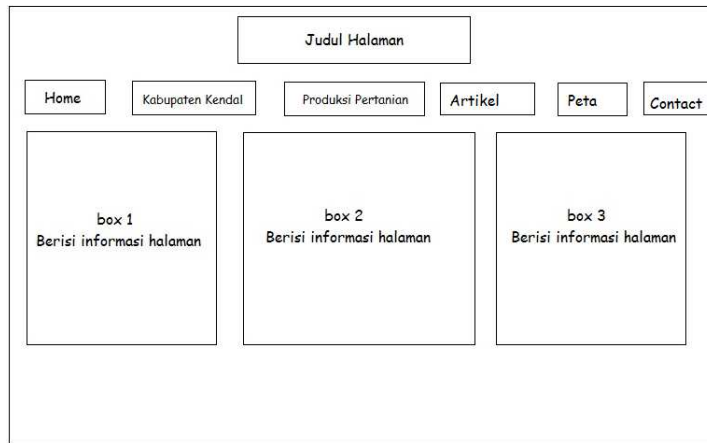 Judul Halaman
Home
Kabupaten Kendal
Produksi Pertanian
Artikel
Peta
Contact
box 1
Berisi informasi halaman
box 2
Berisi informasi halaman
box 3
Berisi informasi halaman